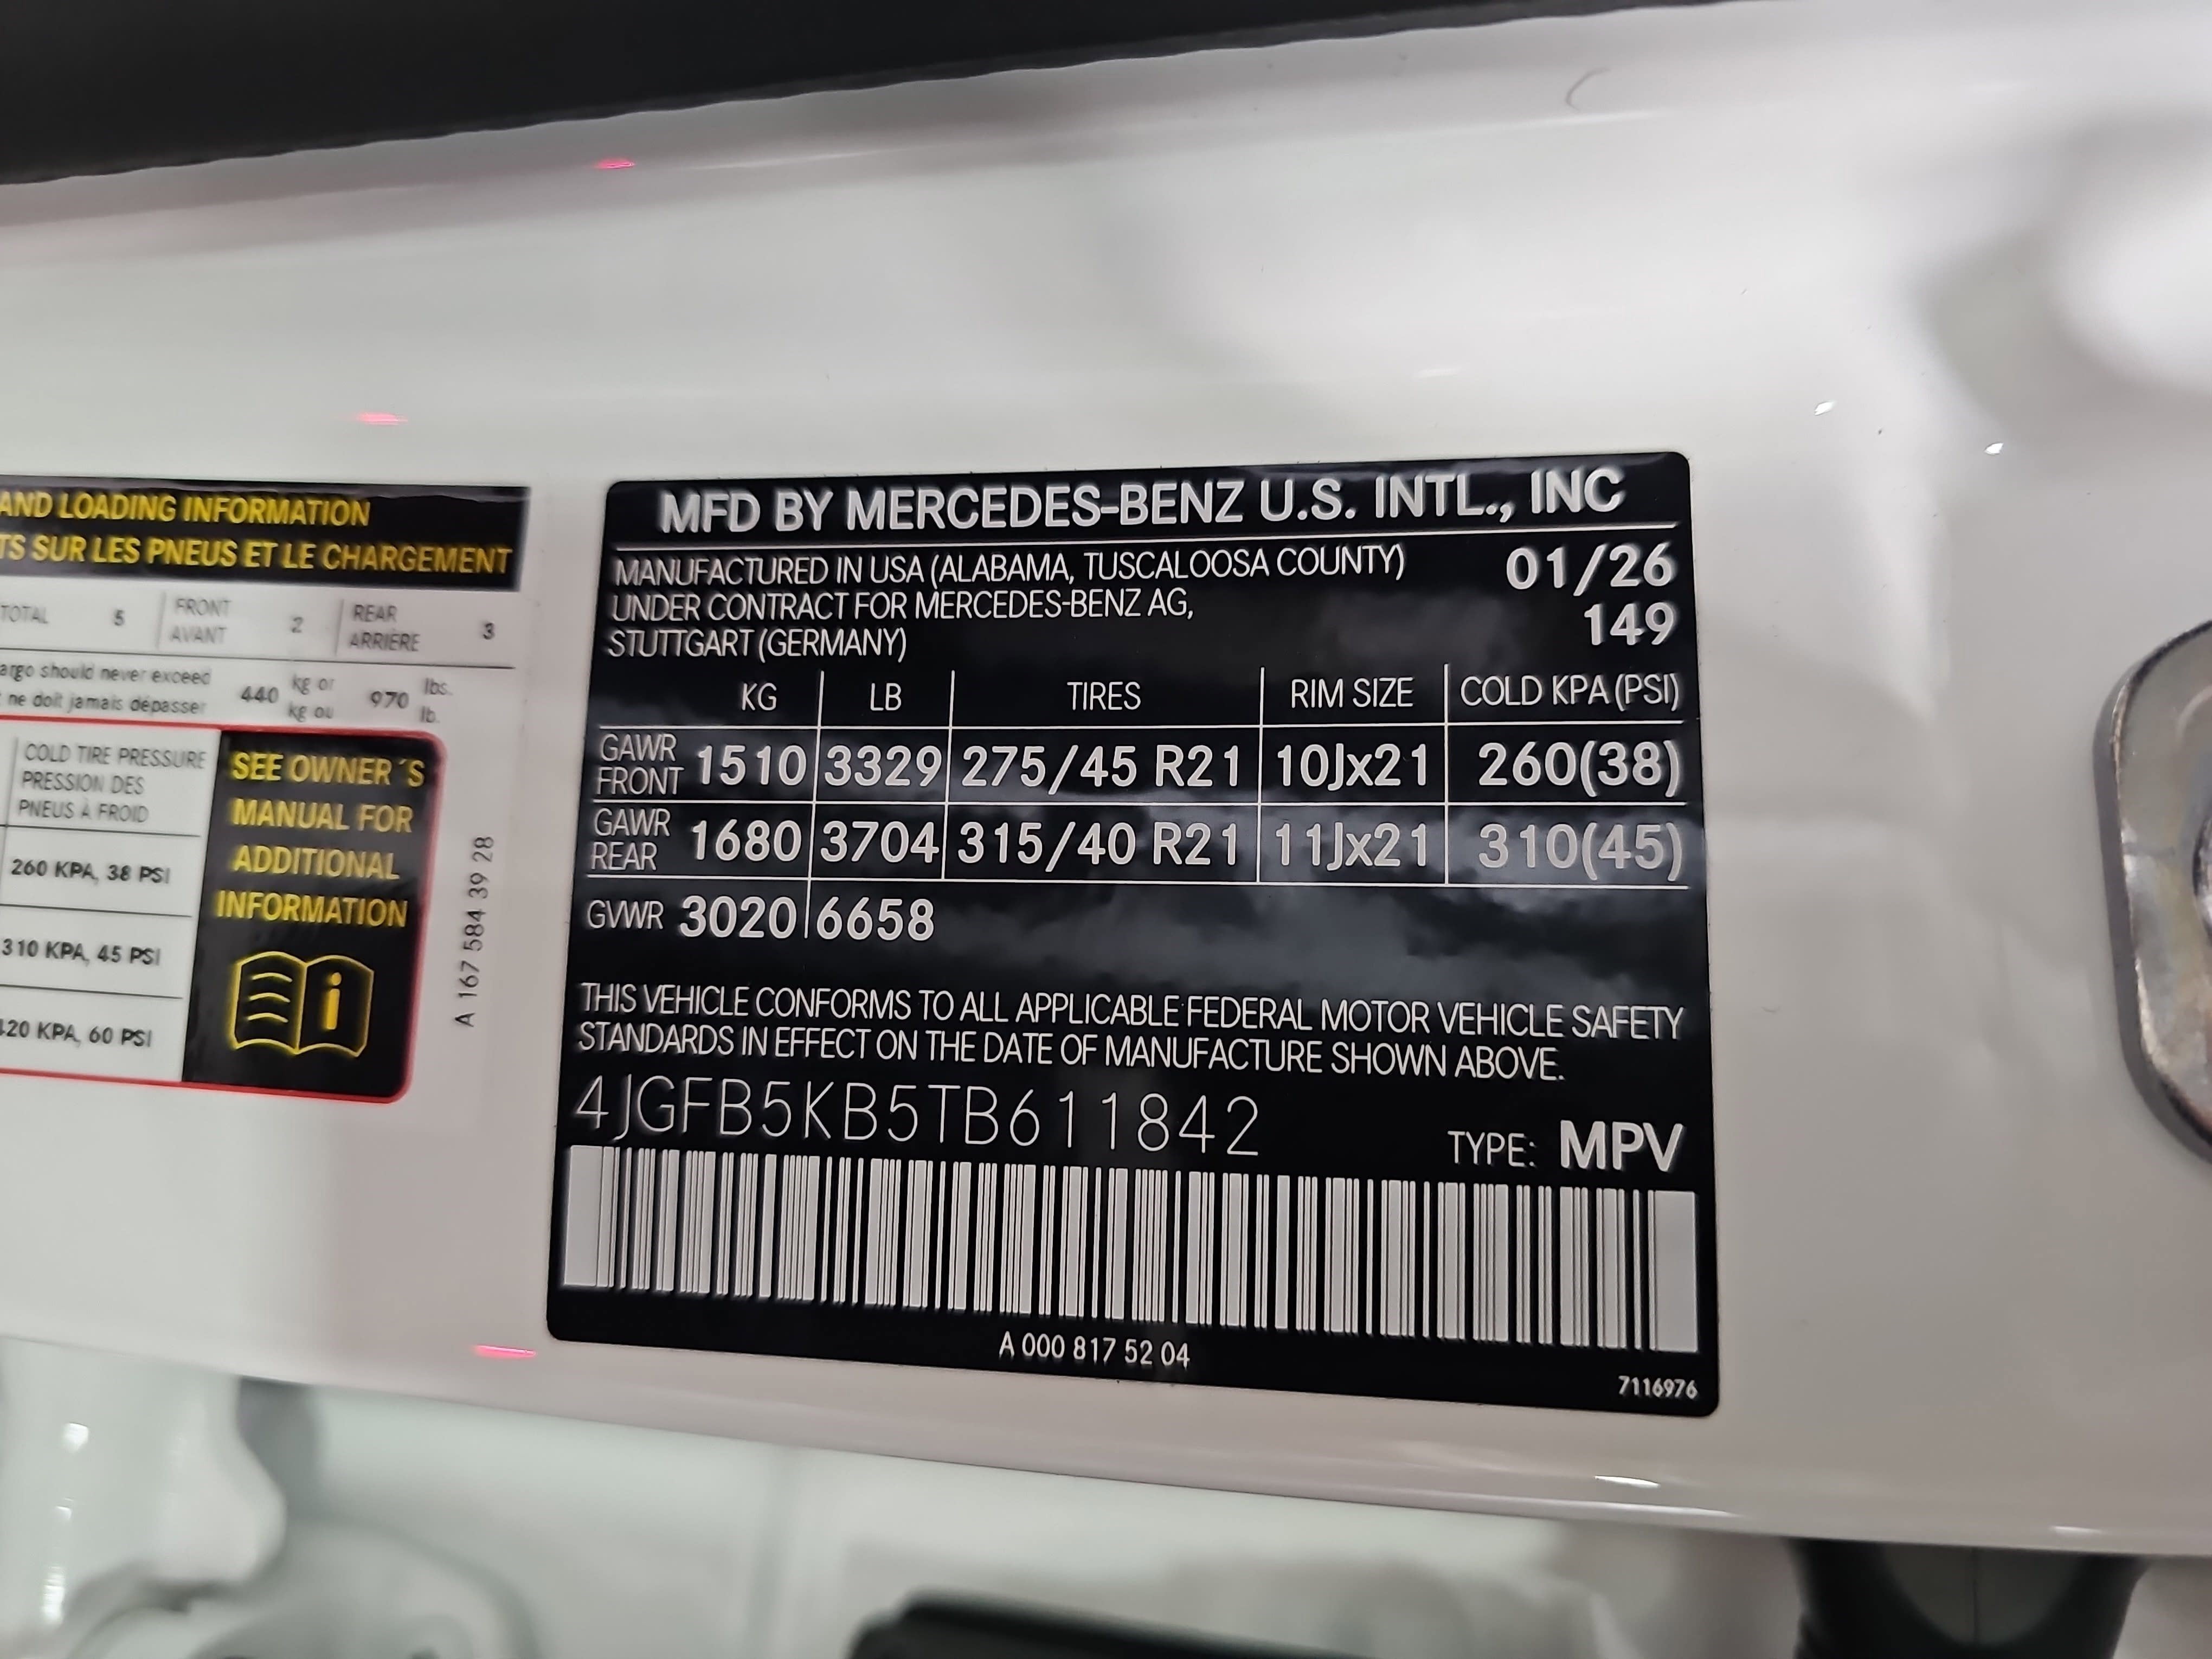 AND LOADING INFORMATION
TS SUR LES PNEUS ET LE CHARGEMENT
TOTAL 5 FRONT AVANT 2 REAR ARRIÈRE 3
argo should never exceed 440 kg or 970 lbs.
ne doit jamais dépasser kg ou lb.
COLD TIRE PRESSURE
PRESSION DES
PNEUS À FROID
260 KPA, 38 PSI
310 KPA, 45 PSI
420 KPA, 60 PSI
SEE OWNER´S
MANUAL FOR
ADDITIONAL
INFORMATION
i
A 167 584 39 28
MFD BY MERCEDES-BENZ U.S. INTL., INC
MANUFACTURED IN USA (ALABAMA, TUSCALOOSA COUNTY) 01/26
UNDER CONTRACT FOR MERCEDES-BENZ AG, 149
STUTTGART (GERMANY)
KG LB TIRES RIM SIZE COLD KPA (PSI)
GAWR FRONT 1510 3329 275/45 R21 10Jx21 260(38)
GAWR REAR 1680 3704 315/40 R21 11Jx21 310(45)
GVWR 3020 6658
THIS VEHICLE CONFORMS TO ALL APPLICABLE FEDERAL MOTOR VEHICLE SAFETY
STANDARDS IN EFFECT ON THE DATE OF MANUFACTURE SHOWN ABOVE.
4JGFB5KB5TB611842
TYPE: MPV
A 000 817 52 04
7116976